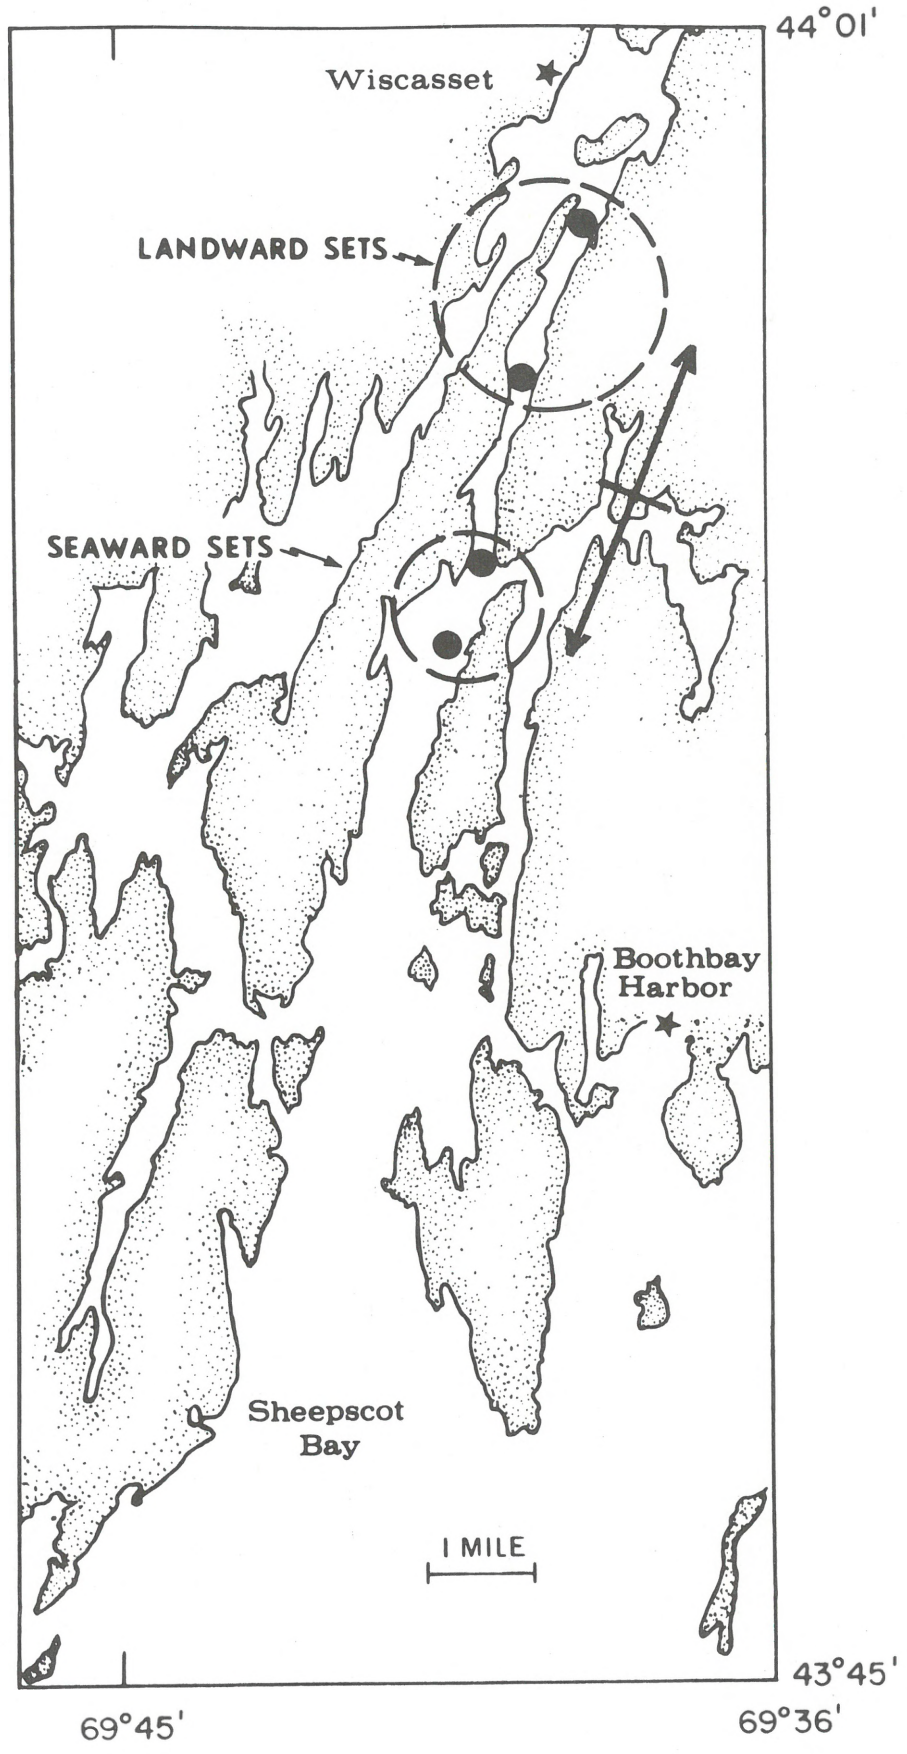 44°01'
Wiscasset
LANDWARD SETS
SEAWARD SETS
Boothbay
Harbor
Sheepscot
Bay
1 MILE
43°45'
69°45'
69°36'